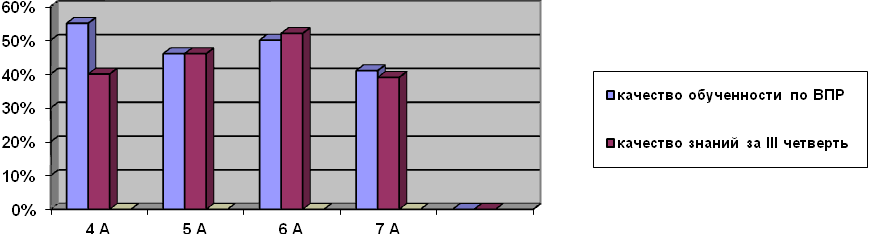 60%
50%
40%
30%
20%
10%
0%
4 А
5 А
6 А
7 А
качество обученности по ВПР
качество знаний за III четверть